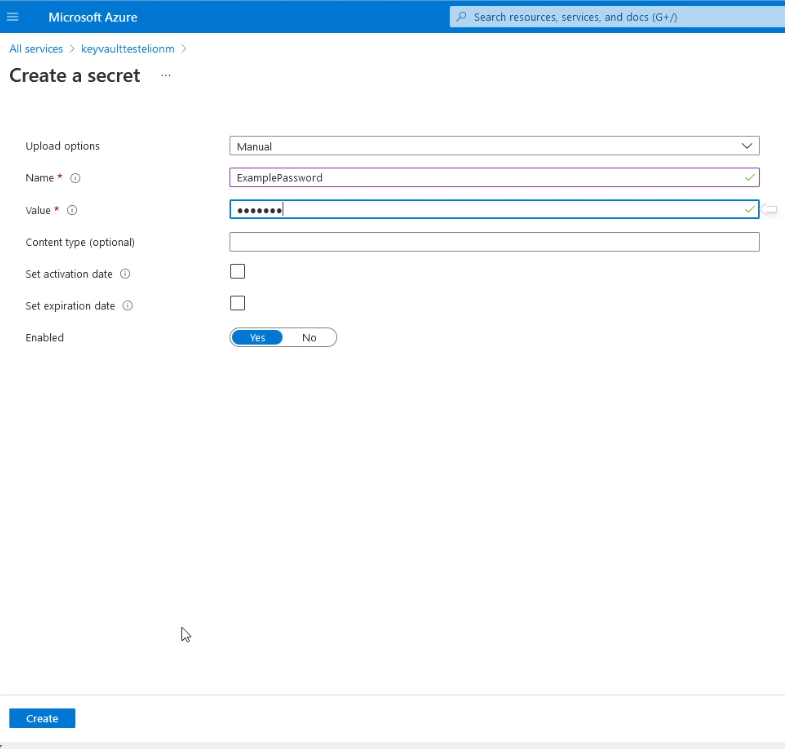 Microsoft Azure
Search resources, services, and docs (G+/)
All services > keyvaulttestelionm >
Create a secret ...
Upload options Manual
Name * ExamplePassword
Value * •••••••
Content type (optional)
Set activation date
Set expiration date
Enabled Yes No
Create